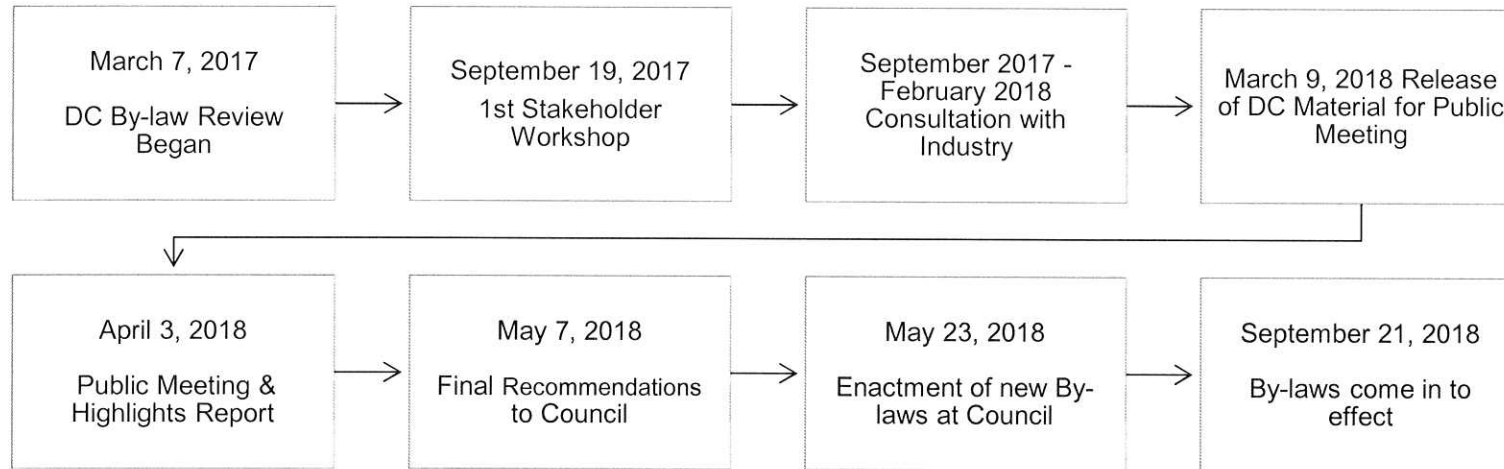 March 7, 2017
DC By-law Review
Began
September 19, 2017
1st Stakeholder
Workshop
September 2017 -
February 2018
Consultation with
Industry
March 9, 2018 Release
of DC Material for Public
Meeting
April 3, 2018
Public Meeting &
Highlights Report
May 7, 2018
Final Recommendations
to Council
May 23, 2018
Enactment of new By-
laws at Council
September 21, 2018
By-laws come in to
effect